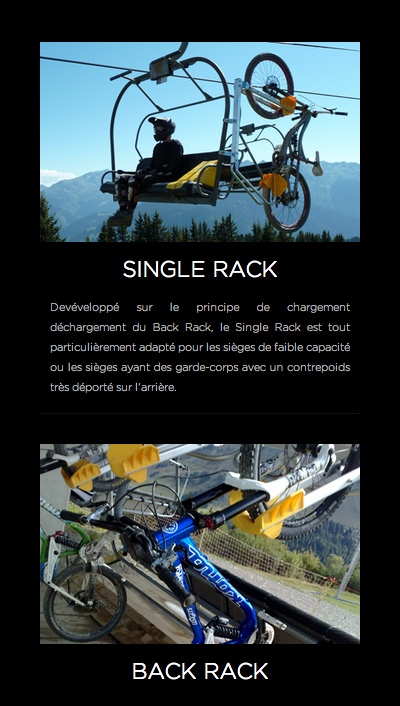 SINGLE RACK
Devéveloppé sur le principe de chargement
déchargement du Back Rack, le Single Rack est tout
particulièrement adapté pour les sièges de faible capacité
ou les sièges ayant des garde-corps avec un contrepoids
très déporté sur l'arrière.
BACK RACK